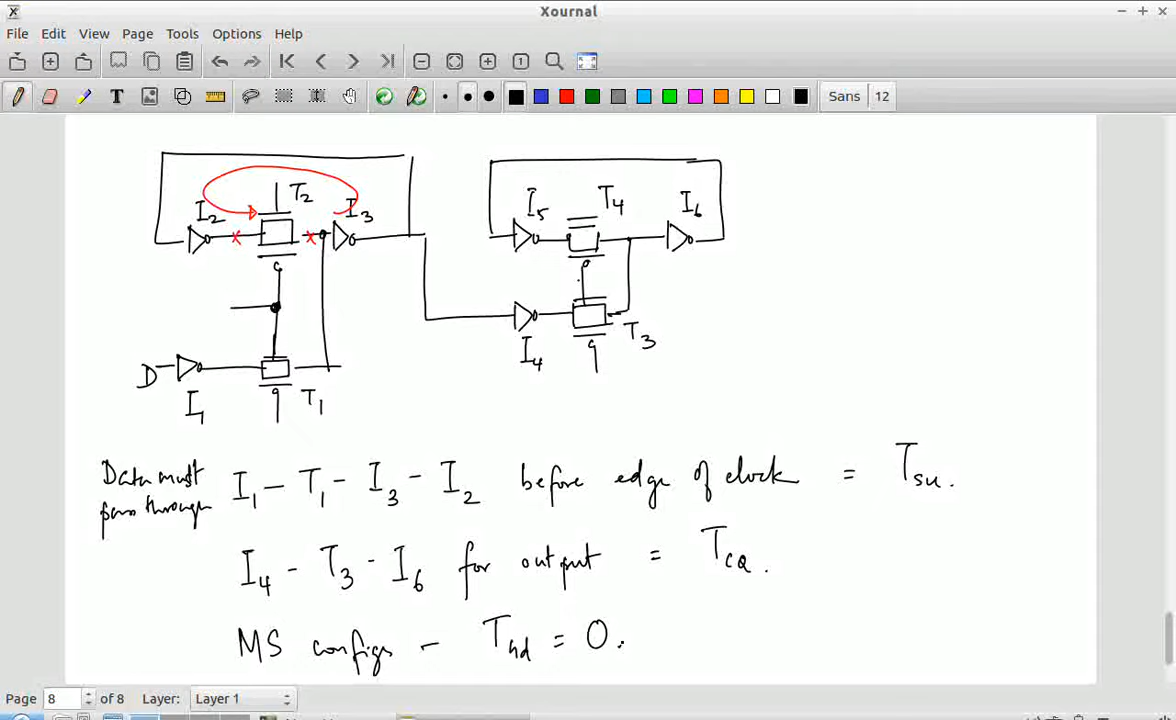 Xournal
File Edit View Page Tools Options Help
Sans 12
T2
I2
I3
I5
T4
I6
D
I1
T1
I4
T3
Data must pass through I1 – T1 – I3 – I2 before edge of clock = Tsu.
I4 – T3 – I6 for output = TCQ.
MS configs – Thd = 0.
Page 8 of 8 Layer: Layer 1